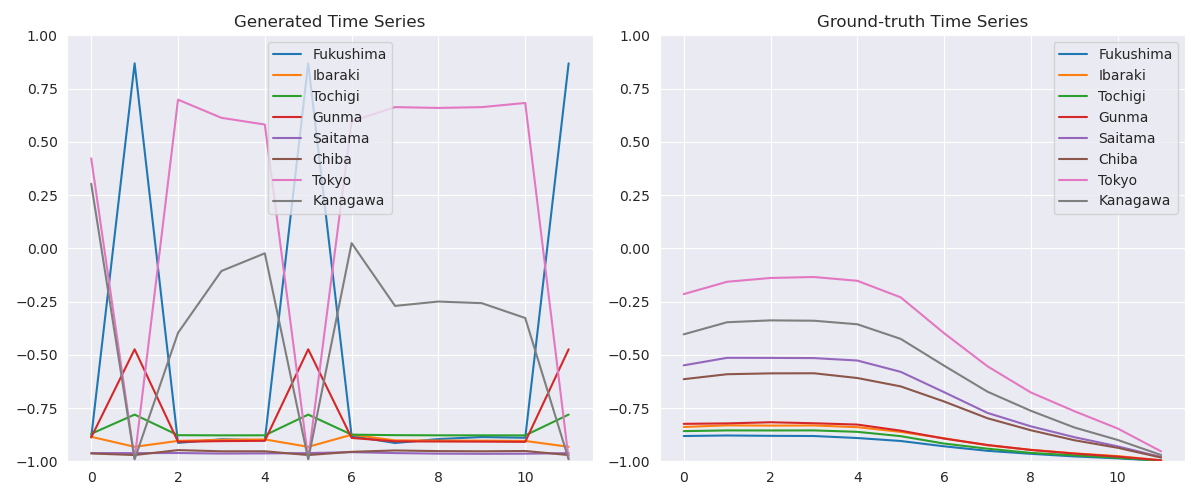 Generated Time Series
1.00
0.75
0.50
0.25
0.00
−0.25
−0.50
−0.75
−1.00
0
2
4
6
8
10
Fukushima
Ibaraki
Tochigi
Gunma
Saitama
Chiba
Tokyo
Kanagawa
Ground-truth Time Series
1.00
0.75
0.50
0.25
0.00
−0.25
−0.50
−0.75
−1.00
0
2
4
6
8
10
Fukushima
Ibaraki
Tochigi
Gunma
Saitama
Chiba
Tokyo
Kanagawa